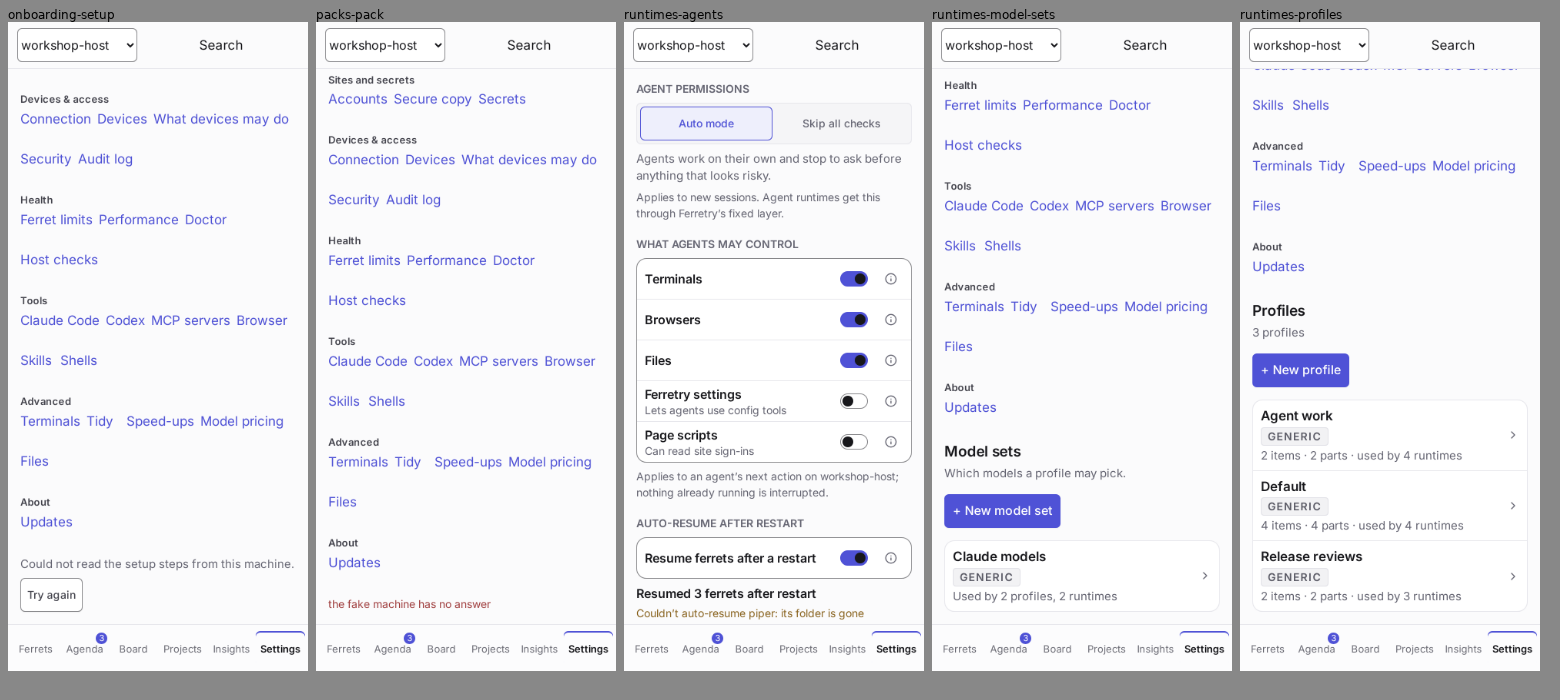 onboarding-setup
workshop-host
Search
Devices & access
Connection Devices What devices may do
Security Audit log
Health
Ferret limits Performance Doctor
Host checks
Tools
Claude Code Codex MCP servers Browser
Skills Shells
Advanced
Terminals Tidy Speed-ups Model pricing
Files
About
Updates
Could not read the setup steps from this machine.
Try again
3
Ferrets Agenda Board Projects Insights Settings
packs-pack
workshop-host
Search
Sites and secrets
Accounts Secure copy Secrets
Devices & access
Connection Devices What devices may do
Security Audit log
Health
Ferret limits Performance Doctor
Host checks
Tools
Claude Code Codex MCP servers Browser
Skills Shells
Advanced
Terminals Tidy Speed-ups Model pricing
Files
About
Updates
the fake machine has no answer
3
Ferrets Agenda Board Projects Insights Settings
runtimes-agents
workshop-host
Search
AGENT PERMISSIONS
Auto mode
Skip all checks
Agents work on their own and stop to ask before
anything that looks risky.
Applies to new sessions. Agent runtimes get this
through Ferretry's fixed layer.
WHAT AGENTS MAY CONTROL
Terminals
Browsers
Files
Ferretry settings
Lets agents use config tools
Page scripts
Can read site sign-ins
Applies to an agent's next action on workshop-host;
nothing already running is interrupted.
AUTO-RESUME AFTER RESTART
Resume ferrets after a restart
Resumed 3 ferrets after restart
Couldn't auto-resume piper: its folder is gone
3
Ferrets Agenda Board Projects Insights Settings
runtimes-model-sets
workshop-host
Search
Health
Ferret limits Performance Doctor
Host checks
Tools
Claude Code Codex MCP servers Browser
Skills Shells
Advanced
Terminals Tidy Speed-ups Model pricing
Files
About
Updates
Model sets
Which models a profile may pick.
+ New model set
Claude models
GENERIC
Used by 2 profiles, 2 runtimes
3
Ferrets Agenda Board Projects Insights Settings
runtimes-profiles
workshop-host
Search
Claude Code Codex MCP servers Browser
Skills Shells
Advanced
Terminals Tidy Speed-ups Model pricing
Files
About
Updates
Profiles
3 profiles
+ New profile
Agent work
GENERIC
2 items · 2 parts · used by 4 runtimes
Default
GENERIC
4 items · 4 parts · used by 4 runtimes
Release reviews
GENERIC
2 items · 2 parts · used by 3 runtimes
3
Ferrets Agenda Board Projects Insights Settings